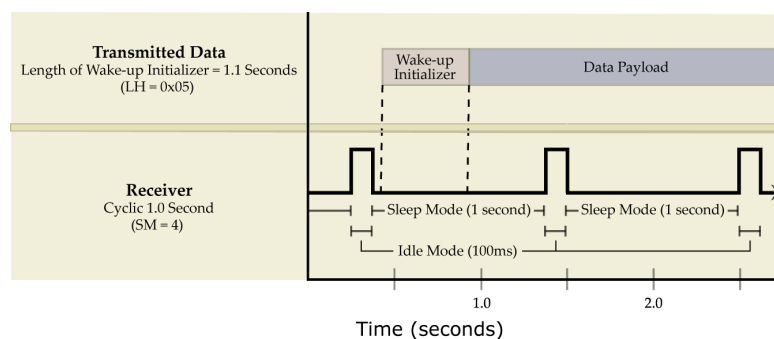 Transmitted Data
Length of Wake-up Initializer = 1.1 Seconds
(LH = 0x05)
Wake-up
Initializer
Data Payload
Receiver
Cyclic 1.0 Second
(SM = 4)
Sleep Mode (1 second)
Sleep Mode (1 second)
Idle Mode (100ms)
1.0
2.0
Time (seconds)